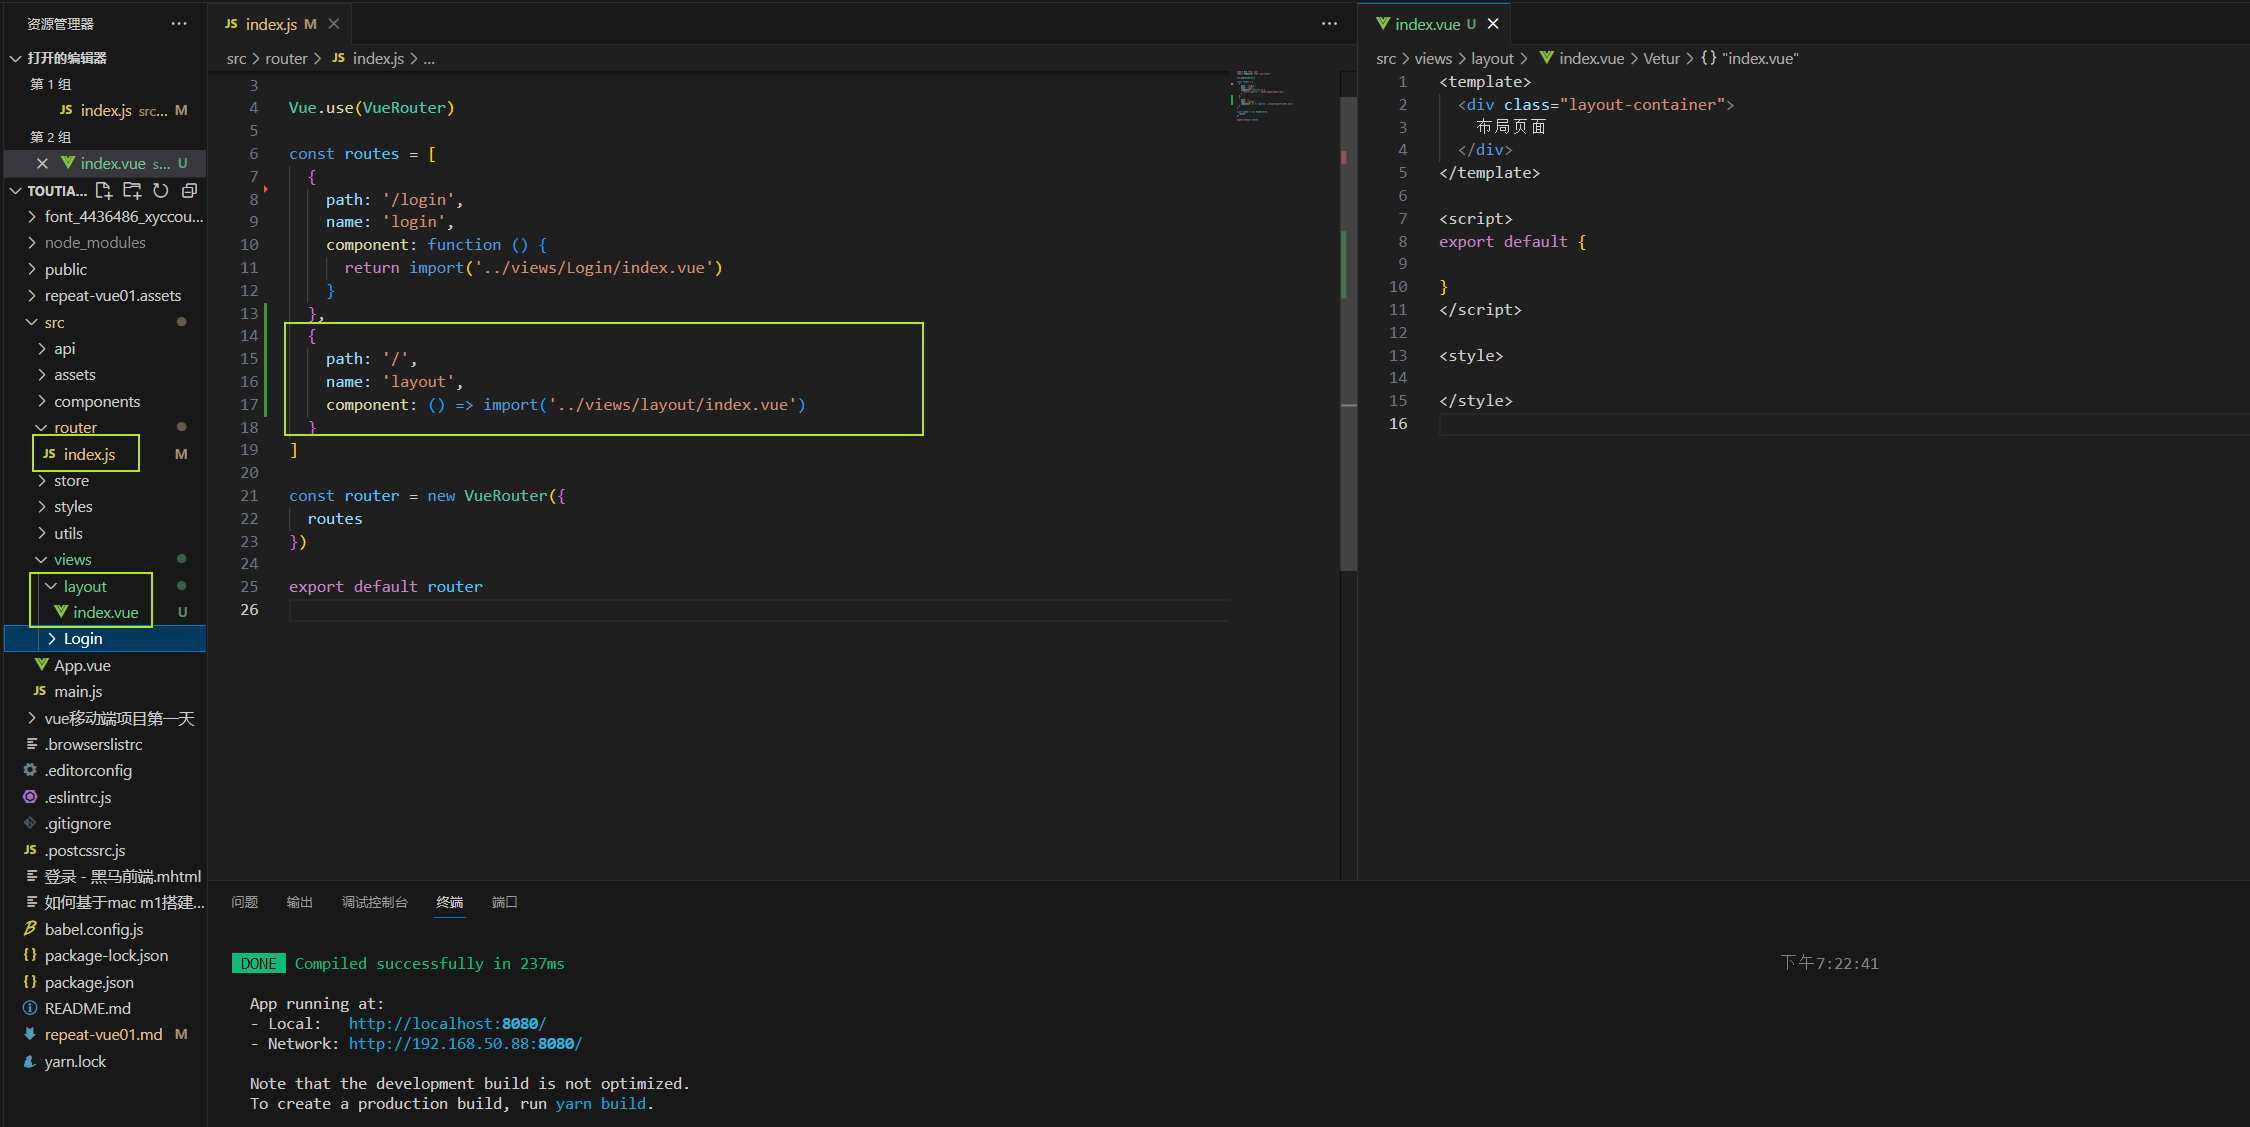 资源管理器
打开的编辑器
第 1 组
JS index.js src... M
第 2 组
index.vue s... U
TOUTIA...
font_4436486_xyccou...
node_modules
public
repeat-vue01.assets
src
api
assets
components
router
JS index.js M
store
styles
utils
views
layout
index.vue U
Login
App.vue
JS main.js
vue移动端项目第一天
.browserslistrc
.editorconfig
.eslintrc.js
.gitignore
JS .postcssrc.js
登录 - 黑马前端.mhtml
如何基于mac m1搭建...
babel.config.js
{} package-lock.json
{} package.json
README.md
repeat-vue01.md M
yarn.lock
JS index.js M
src > router > JS index.js > ...
3
4 Vue.use(VueRouter)
5
6 const routes = [
7 {
8 path: '/login',
9 name: 'login',
10 component: function () {
11 return import('../views/Login/index.vue')
12 }
13 },
14 {
15 path: '/',
16 name: 'layout',
17 component: () => import('../views/layout/index.vue')
18 }
19 ]
20
21 const router = new VueRouter({
22 routes
23 })
24
25 export default router
26
index.vue U
src > views > layout > index.vue > Vetur > {} "index.vue"
1 <template>
2 <div class="layout-container">
3 布局页面
4 </div>
5 </template>
6
7 <script>
8 export default {
9
10 }
11 </script>
12
13 <style>
14
15 </style>
16
问题 输出 调试控制台 终端 端口
DONE Compiled successfully in 237ms 下午7:22:41
App running at:
- Local: http://localhost:8080/
- Network: http://192.168.50.88:8080/
Note that the development build is not optimized.
To create a production build, run yarn build.